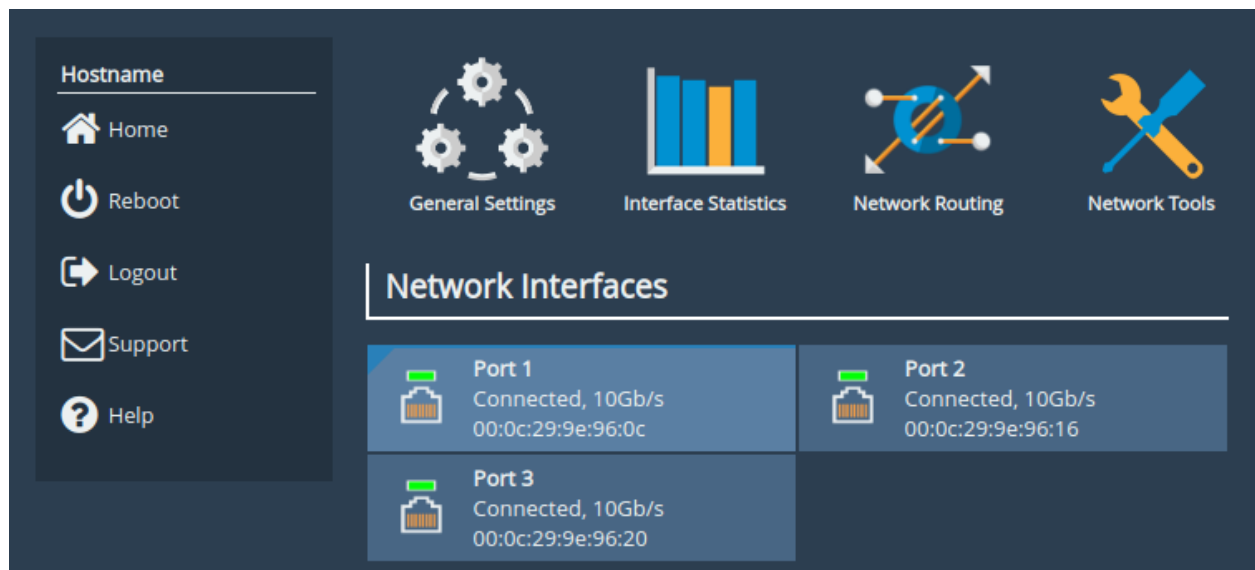 Hostname
Home
Reboot
Logout
Support
Help
General Settings
Interface Statistics
Network Routing
Network Tools
Network Interfaces
Port 1
Connected, 10Gb/s
00:0c:29:9e:96:0c
Port 2
Connected, 10Gb/s
00:0c:29:9e:96:16
Port 3
Connected, 10Gb/s
00:0c:29:9e:96:20